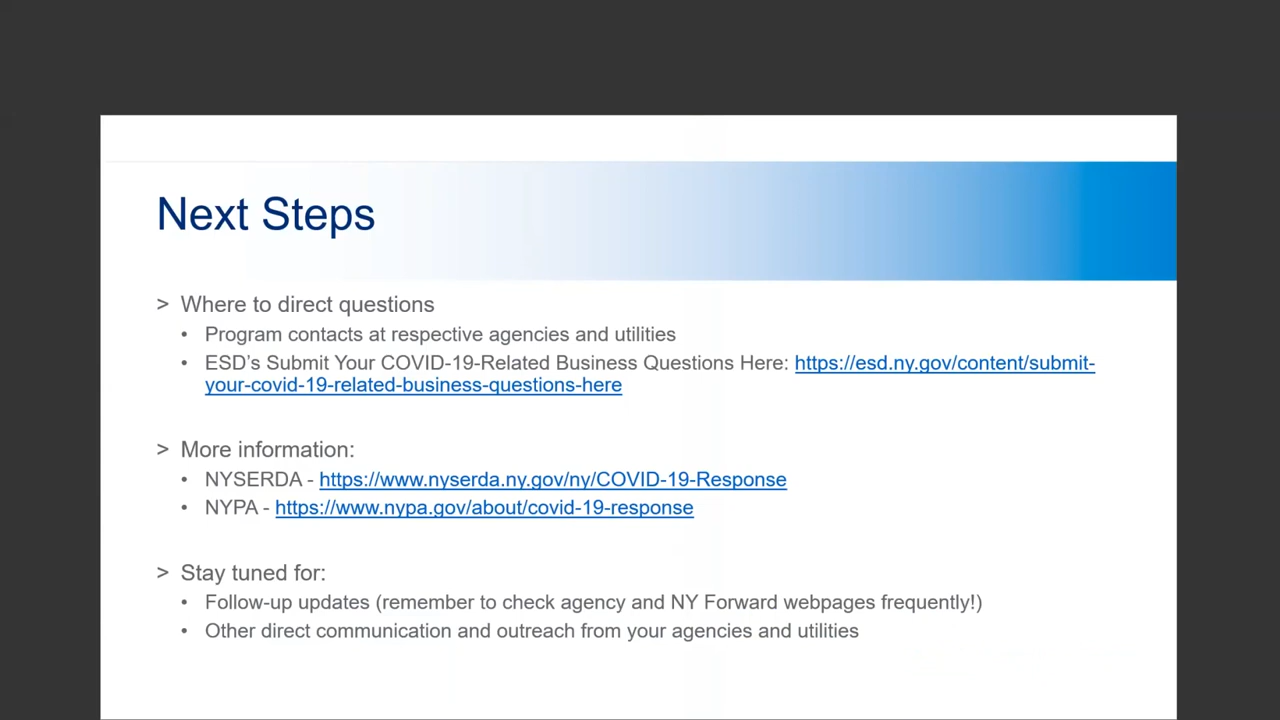 Next Steps
> Where to direct questions
• Program contacts at respective agencies and utilities
• ESD's Submit Your COVID-19-Related Business Questions Here: https://esd.ny.gov/content/submit-
your-covid-19-related-business-questions-here
> More information:
• NYSERDA - https://www.nyserda.ny.gov/ny/COVID-19-Response
• NYPA - https://www.nypa.gov/about/covid-19-response
> Stay tuned for:
• Follow-up updates (remember to check agency and NY Forward webpages frequently!)
• Other direct communication and outreach from your agencies and utilities